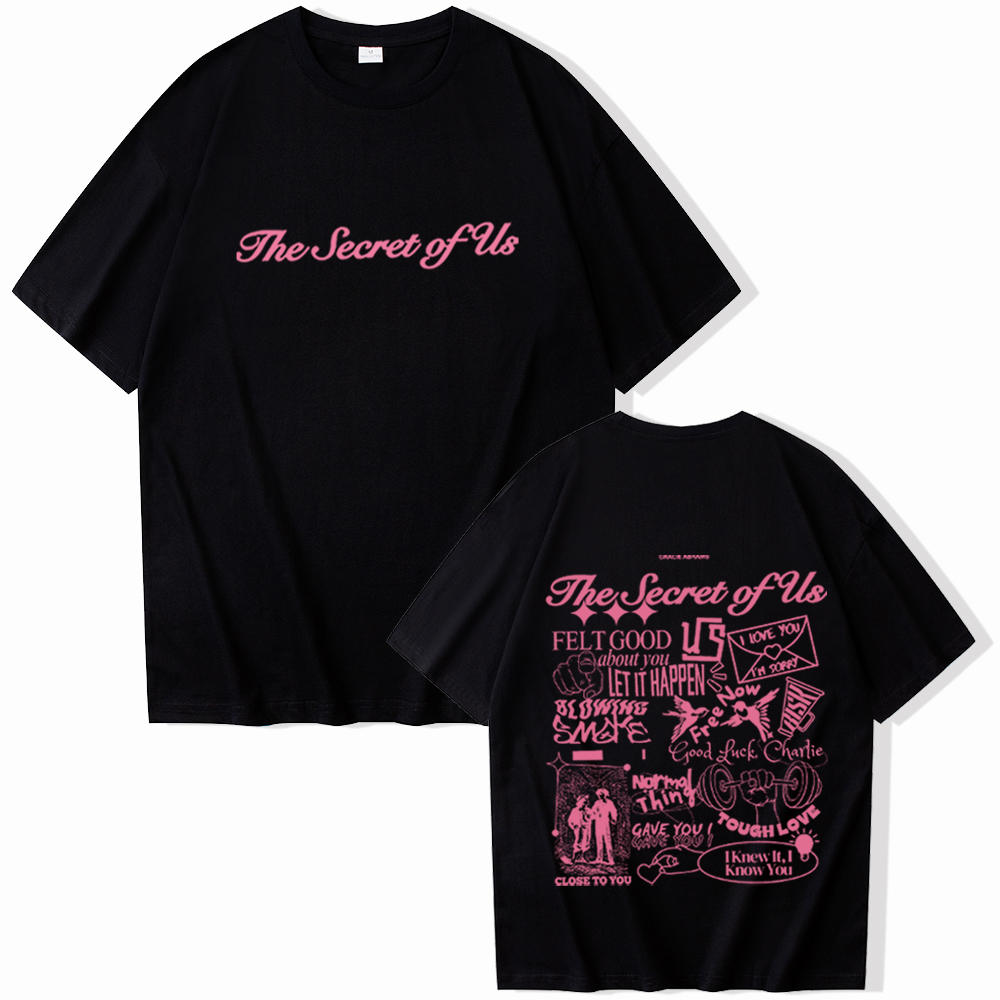 The Secret of Us
GRACIE ABRAMS
The Secret of Us
FELT GOOD
about you
us
I LOVE YOU
I'M SORRY
LET IT HAPPEN
BLOWING
SMOKE
Free Now
RISK
Good Luck, Charlie
Normal
Thing
TOUGH LOVE
GAVE YOU I
GAVE YOU I
I Knew It, I
Know You
CLOSE TO YOU